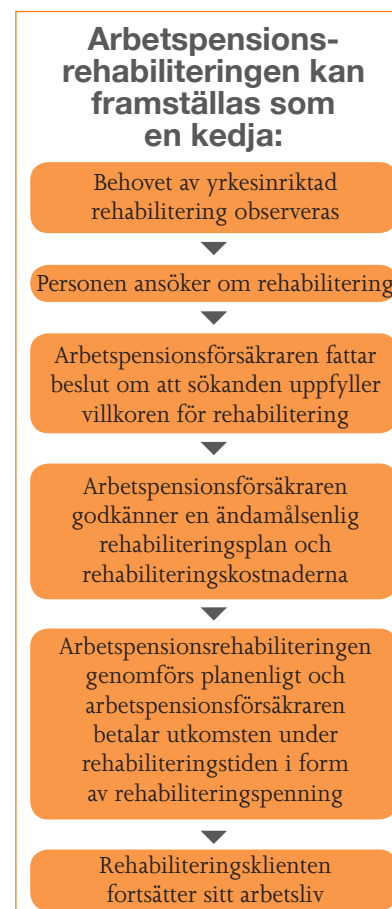 Arbetspensions-
rehabiliteringen kan
framställas som
en kedja:
Behovet av yrkesinriktad
rehabilitering observeras
Personen ansöker om rehabilitering
Arbetspensionsförsäkraren fattar
beslut om att sökanden uppfyller
villkoren för rehabilitering
Arbetspensionsförsäkraren
godkänner en ändamålsenlig
rehabiliteringsplan och
rehabiliteringskostnaderna
Arbetspensionsrehabiliteringen
genomförs planenligt och
arbetspensionsförsäkraren
betalar utkomsten under
rehabiliteringstiden i form
av rehabiliteringspenning
Rehabiliteringsklienten
fortsätter sitt arbetsliv